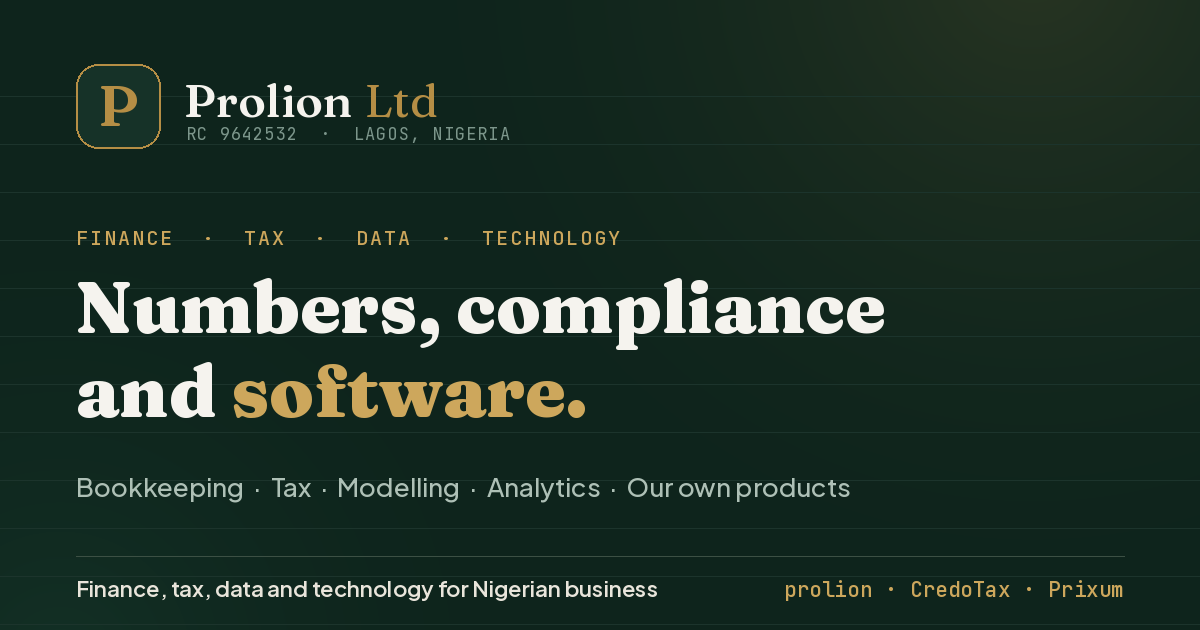 P
Prolion Ltd
RC 9642532 · LAGOS, NIGERIA
FINANCE · TAX · DATA · TECHNOLOGY
Numbers, compliance
and software.
Bookkeeping · Tax · Modelling · Analytics · Our own products
Finance, tax, data and technology for Nigerian business
prolion · CredoTax · Prixum